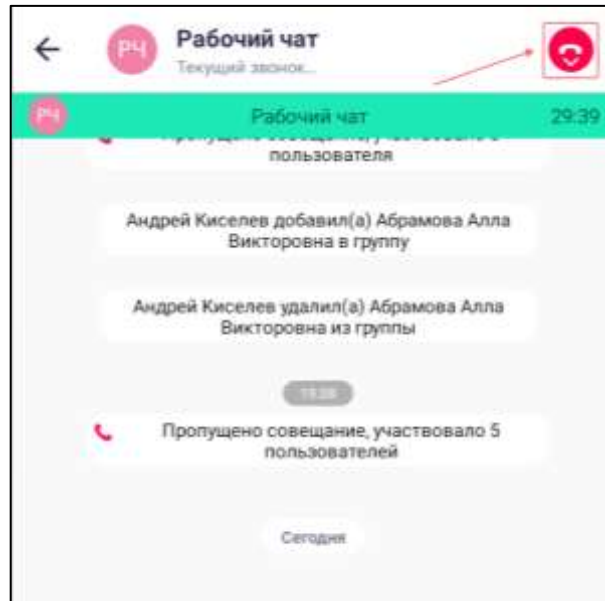 РЧ
Рабочий чат
Текущий звонок...
РЧ
Рабочий чат 29:39
пользователя
Андрей Киселев добавил(а) Абрамова Алла
Викторовна в группу
Андрей Киселев удалил(а) Абрамова Алла
Викторовна из группы
Пропущено совещание, участвовало 5
пользователей
Сегодня